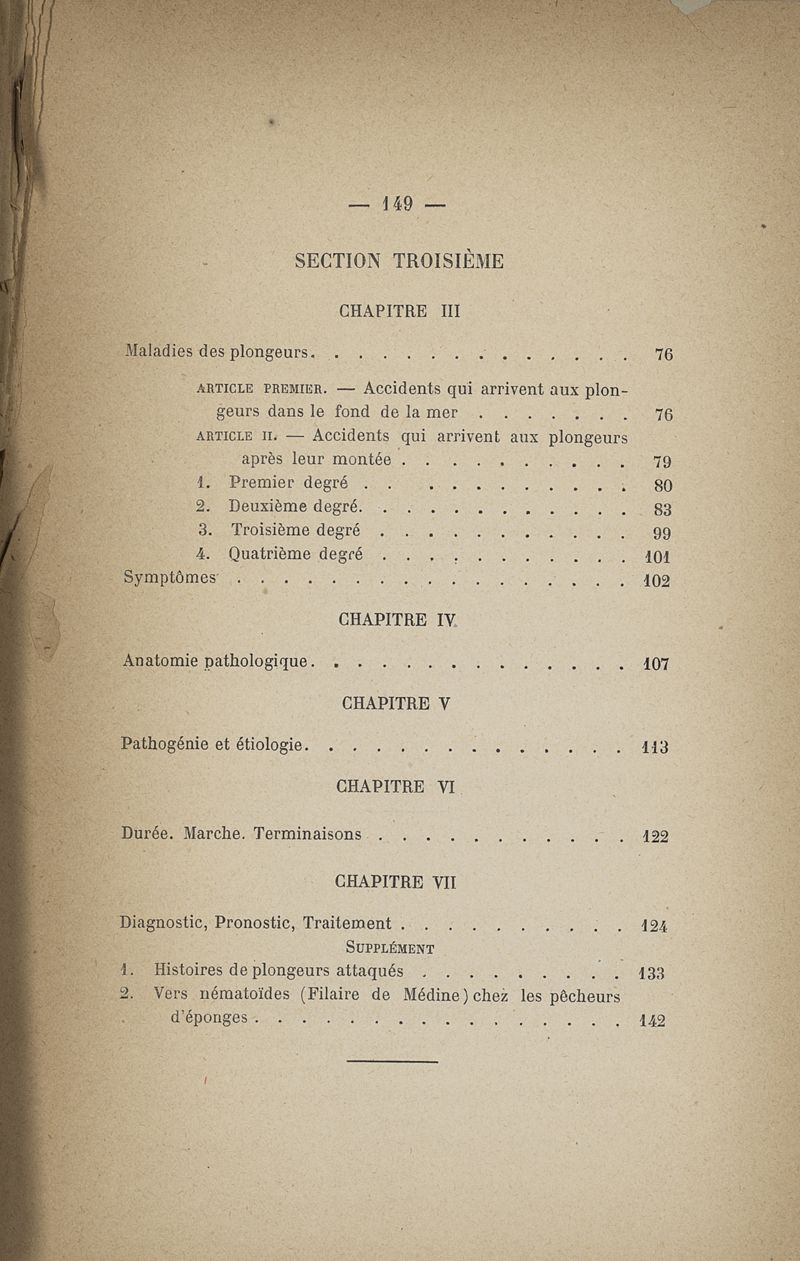 — 149 —
SECTION TROISIÈME
CHAPITRE III
Maladies des plongeurs. . . . . . . . . . . . . . 76
ARTICLE PREMIER. — Accidents qui arrivent aux plon-
geurs dans le fond de la mer . . . . . . . 76
ARTICLE II. — Accidents qui arrivent aux plongeurs
après leur montée . . . . . . . . . . 79
1. Premier degré . . . . . . . . . . . 80
2. Deuxième degré. . . . . . . . . . . . 83
3. Troisième degré . . . . . . . . . . . 99
4. Quatrième degré . . . . . . . . . . . 101
Symptômes . . . . . . . . . . . . . . . . . 102
CHAPITRE IV
Anatomie pathologique. . . . . . . . . . . . . . 107
CHAPITRE V
Pathogénie et étiologie. . . . . . . . . . . . . . 113
CHAPITRE VI
Durée. Marche. Terminaisons . . . . . . . . . . . 122
CHAPITRE VII
Diagnostic, Pronostic, Traitement . . . . . . . . . . 124
SUPPLÉMENT
1. Histoires de plongeurs attaqués . . . . . . . . . 133
2. Vers nématoïdes (Filaire de Médine) chez les pêcheurs
d'éponges . . . . . . . . . . . . . . . . 142